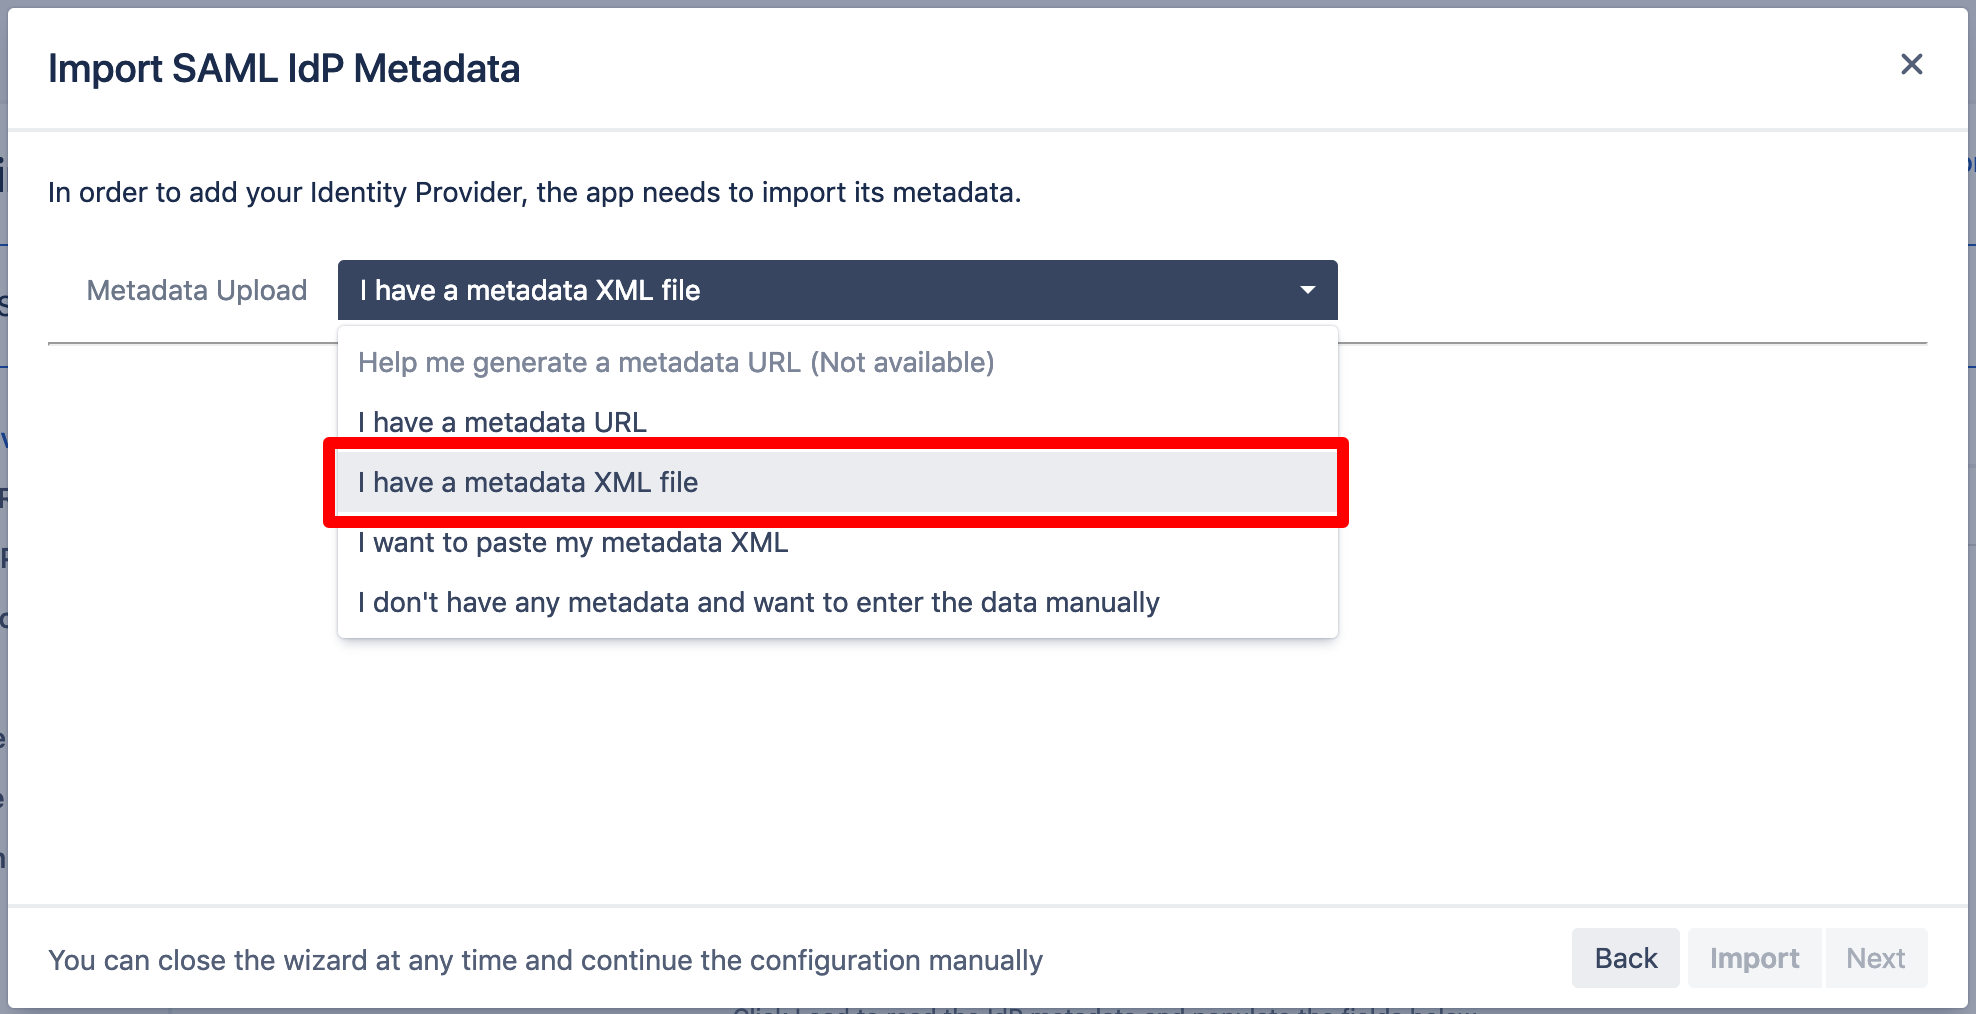 Import SAML IdP Metadata
In order to add your Identity Provider, the app needs to import its metadata.
Metadata Upload
I have a metadata XML file
Help me generate a metadata URL (Not available)
I have a metadata URL
I have a metadata XML file
I want to paste my metadata XML
I don't have any metadata and want to enter the data manually
You can close the wizard at any time and continue the configuration manually
Back
Import
Next